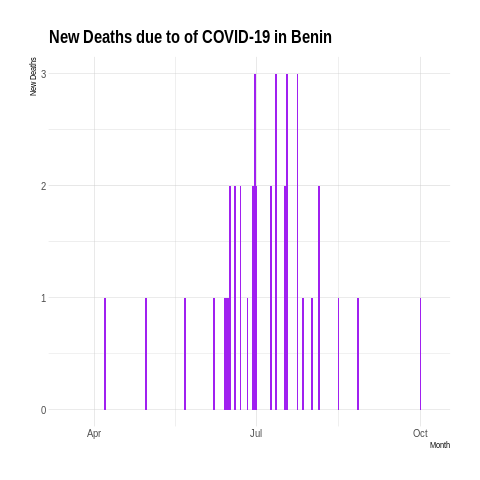 New Deaths due to of COVID-19 in Benin
New Deaths
3
2
1
0
Apr Jul Oct
Month